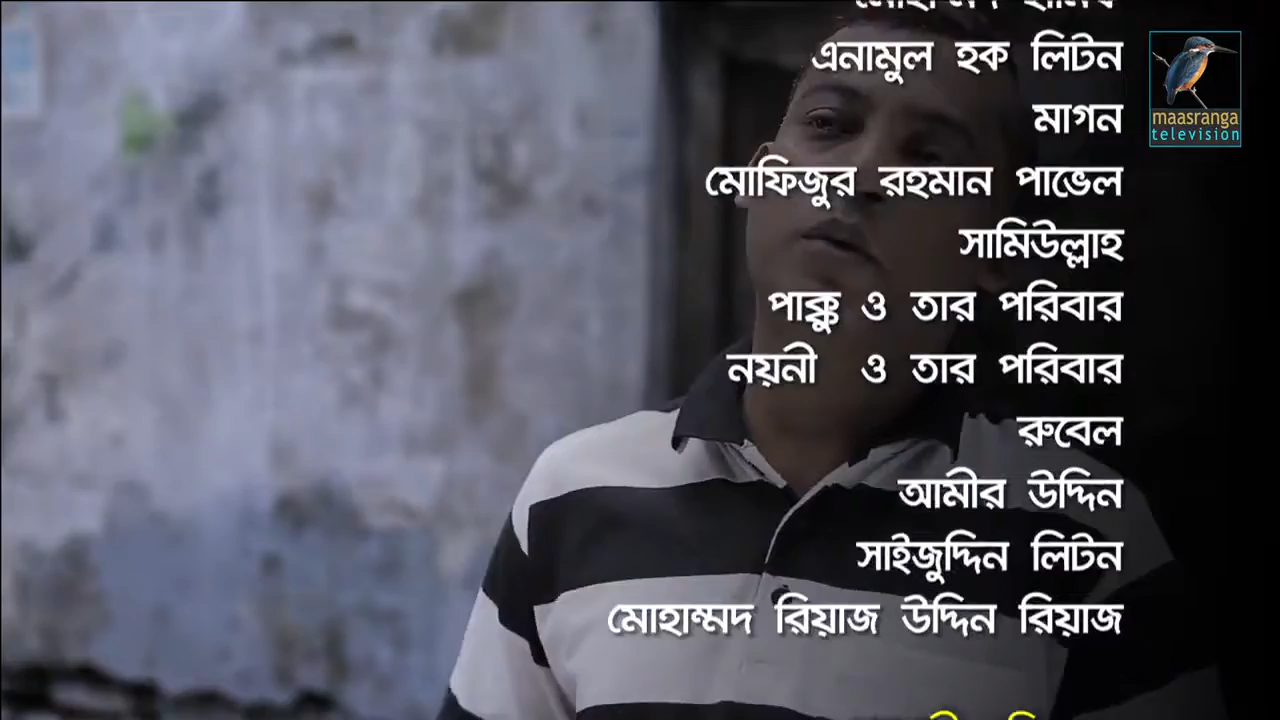 এনামুল হক লিটন
মাগন
মোফিজুর রহমান পাভেল
সামিউল্লাহ
পাক্কু ও তার পরিবার
নয়নী ও তার পরিবার
রুবেল
আমীর উদ্দিন
সাইজুদ্দিন লিটন
মোহাম্মদ রিয়াজ উদ্দিন রিয়াজ
maasranga
television